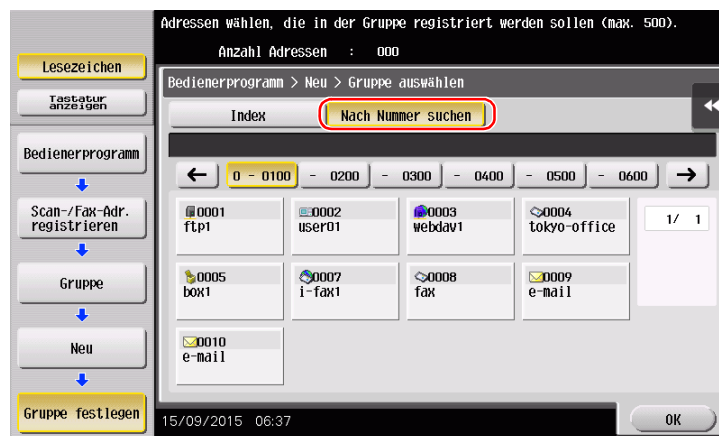 Adressen wählen, die in der Gruppe registriert werden sollen (max. 500).
Anzahl Adressen : 000
Lesezeichen
Tastatur
anzeigen
Bedienerprogramm
Scan-/Fax-Adr.
registrieren
Gruppe
Neu
Gruppe festlegen
Bedienerprogramm > Neu > Gruppe auswählen
Index
Nach Nummer suchen
0 - 0100
- 0200
- 0300
- 0400
- 0500
- 0600
0001
ftp1
0002
user01
0003
webdav1
0004
tokyo-office
1/ 1
0005
box1
0007
i-fax1
0008
fax
0009
e-mail
0010
e-mail
15/09/2015 06:37
OK